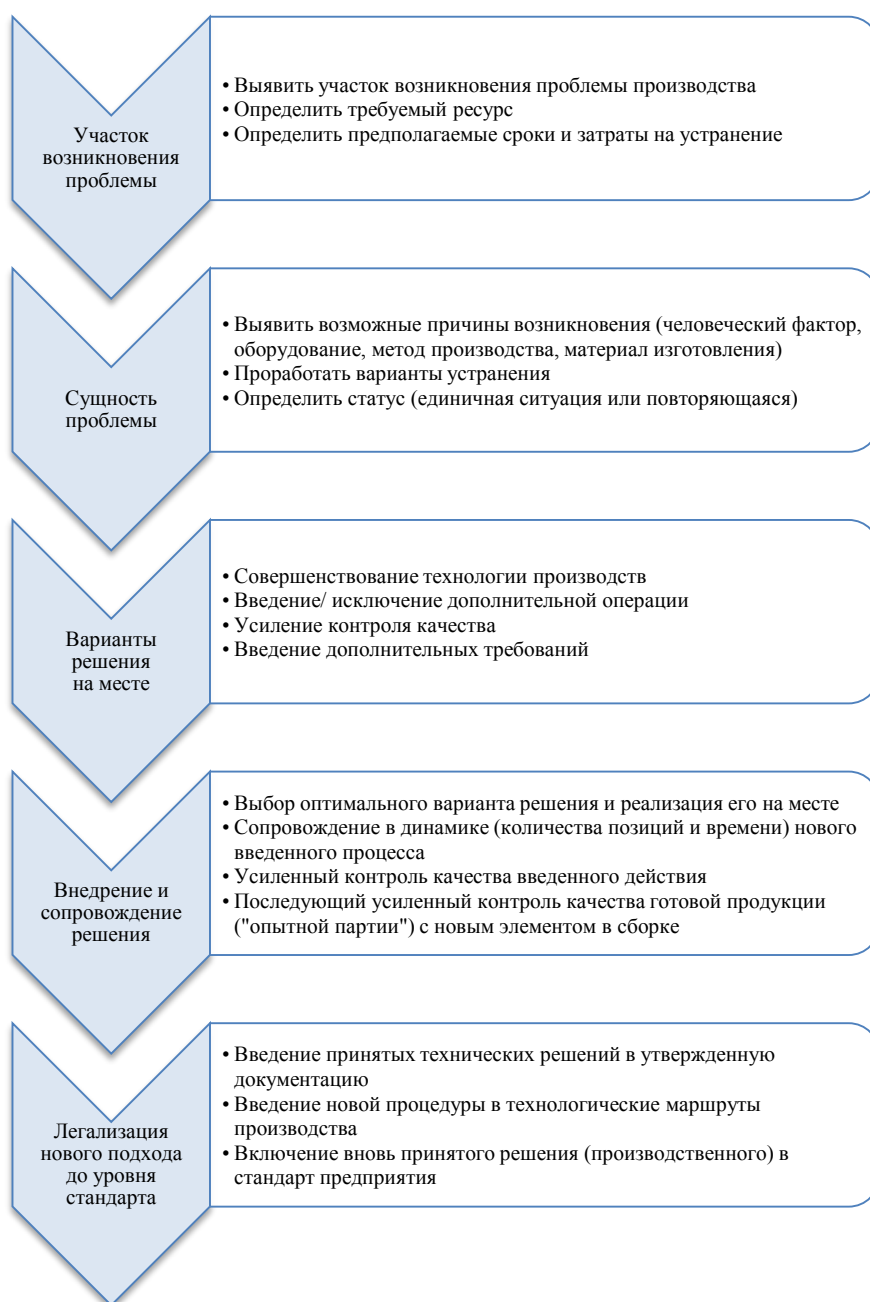 Участок
возникновения
проблемы
• Выявить участок возникновения проблемы производства
• Определить требуемый ресурс
• Определить предполагаемые сроки и затраты на устранение
Сущность
проблемы
• Выявить возможные причины возникновения (человеческий фактор,
оборудование, метод производства, материал изготовления)
• Проработать варианты устранения
• Определить статус (единичная ситуация или повторяющаяся)
Варианты
решения
на месте
• Совершенствование технологии производств
• Введение/ исключение дополнительной операции
• Усиление контроля качества
• Введение дополнительных требований
Внедрение и
сопровождение
решения
• Выбор оптимального варианта решения и реализация его на месте
• Сопровождение в динамике (количества позиций и времени) нового
введенного процесса
• Усиленный контроль качества введенного действия
• Последующий усиленный контроль качества готовой продукции
("опытной партии") с новым элементом в сборке
Легализация
нового подхода
до уровня
стандарта
• Введение принятых технических решений в утвержденную
документацию
• Введение новой процедуры в технологические маршруты
производства
• Включение вновь принятого решения (производственного) в
стандарт предприятия